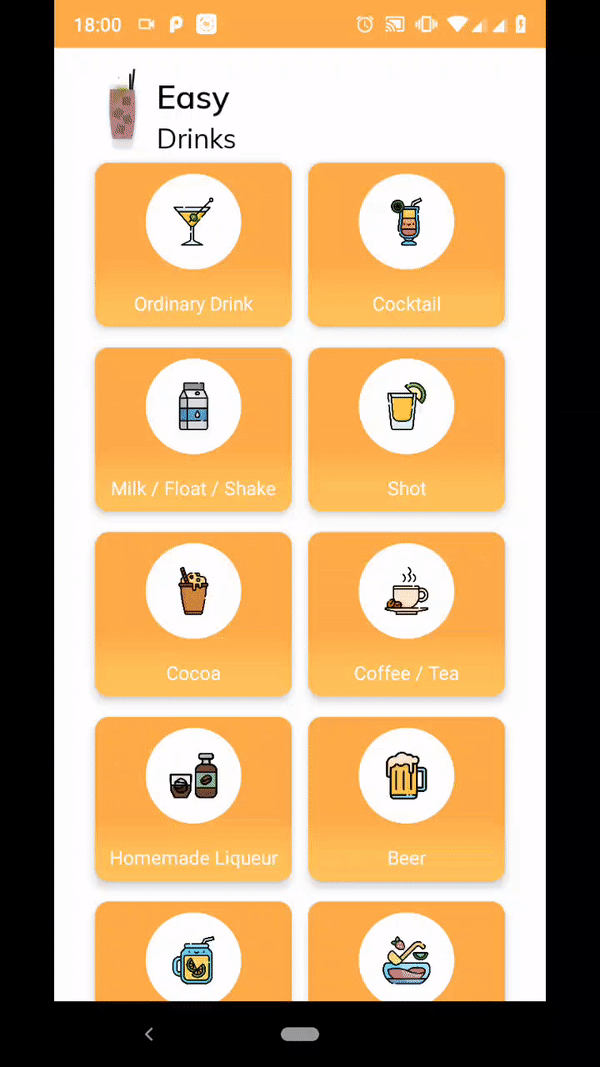 18:00
Easy
Drinks
Ordinary Drink
Cocktail
Milk / Float / Shake
Shot
Cocoa
Coffee / Tea
Homemade Liqueur
Beer